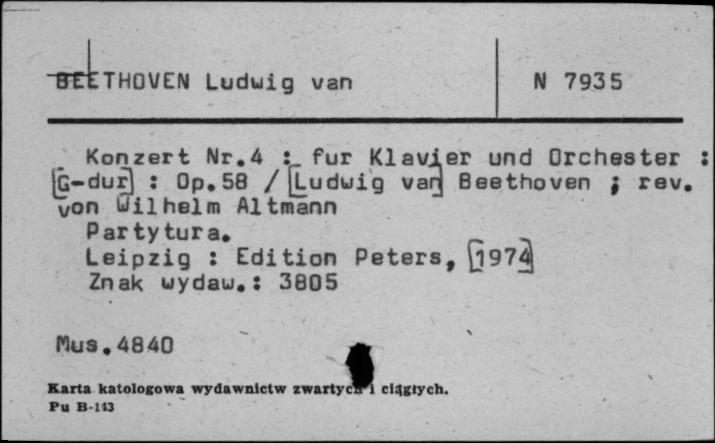 BEETHOVEN Ludwig van N 7935
Konzert Nr.4 : fur Klavier und Orchester :
[G-dur] : Op.58 / [Ludwig van] Beethoven ; rev.
von Wilhelm Altmann
Partytura.
Leipzig : Edition Peters, [1974]
Znak wydaw.: 3805
Mus.4840
Karta katologowa wydawnictw zwartych i ciągłych.
Pu B-143